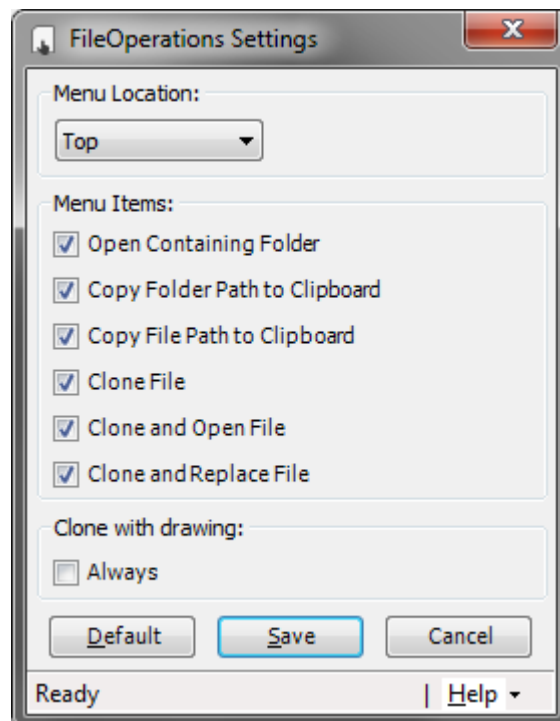 FileOperations Settings
Menu Location:
Top
Menu Items:
Open Containing Folder
Copy Folder Path to Clipboard
Copy File Path to Clipboard
Clone File
Clone and Open File
Clone and Replace File
Clone with drawing:
Always
Default Save Cancel
Ready | Help